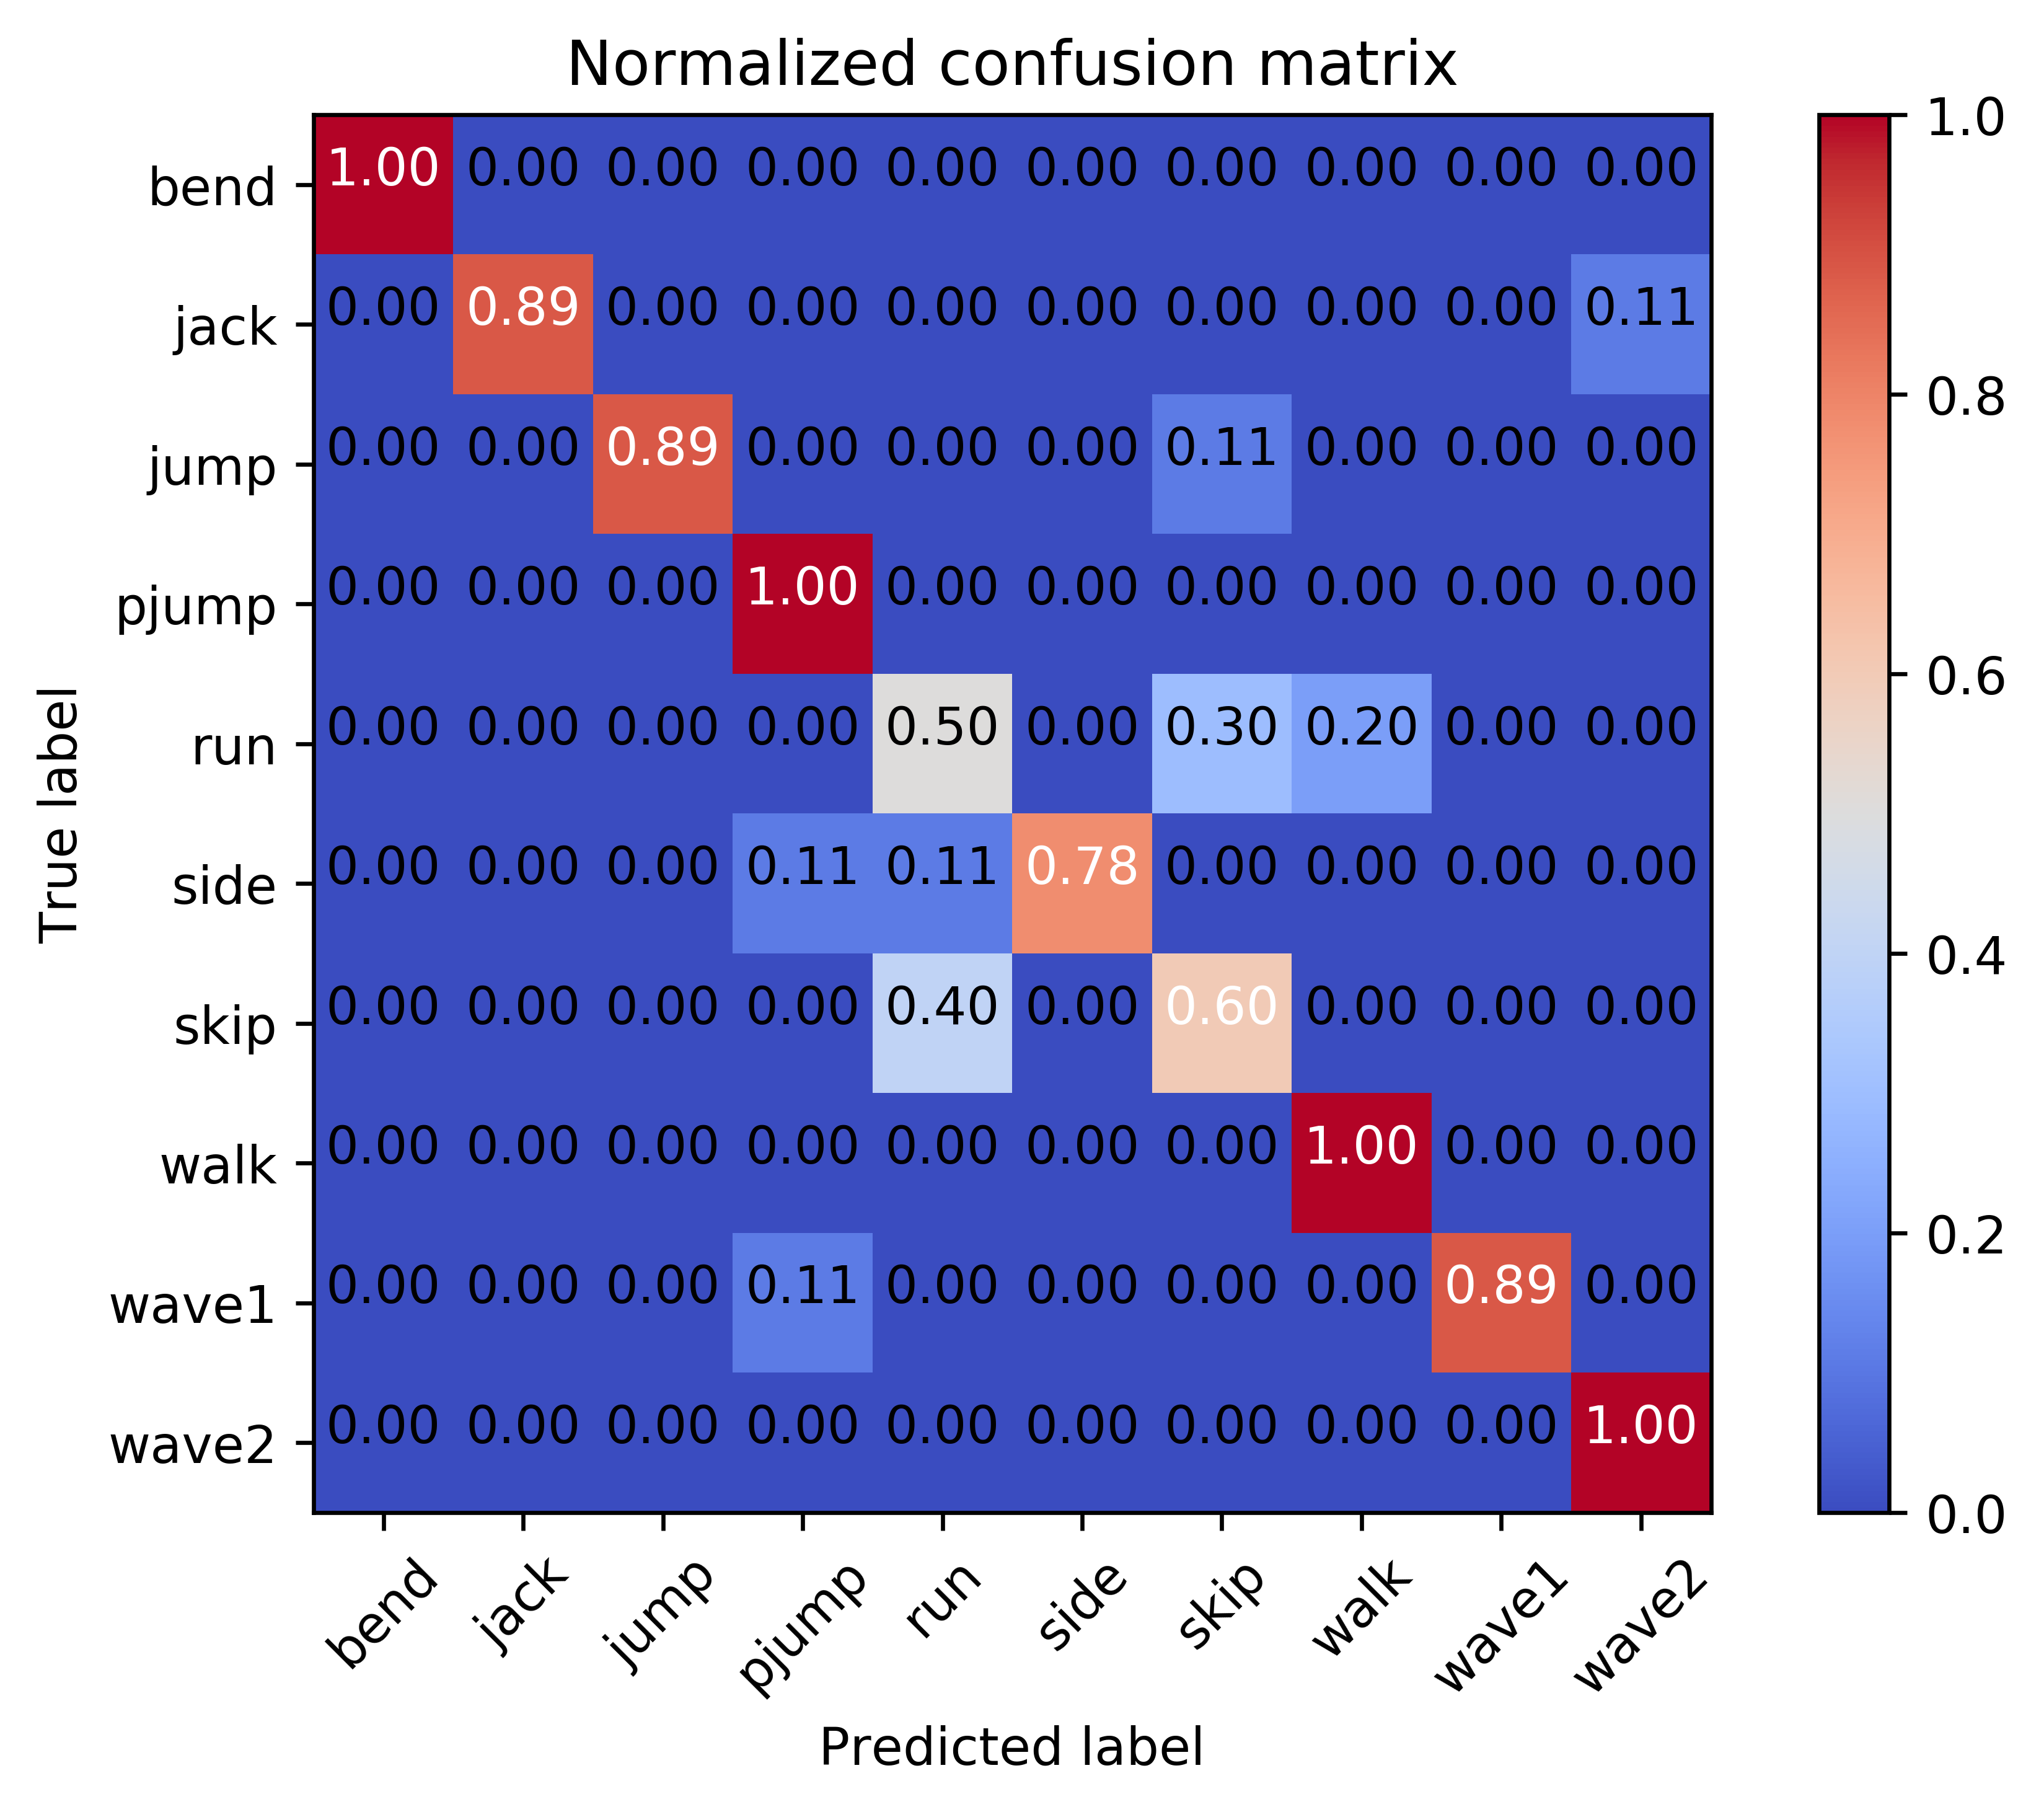 Normalized confusion matrix
True label
bend 1.00 0.00 0.00 0.00 0.00 0.00 0.00 0.00 0.00 0.00
jack 0.00 0.89 0.00 0.00 0.00 0.00 0.00 0.00 0.00 0.11
jump 0.00 0.00 0.89 0.00 0.00 0.00 0.11 0.00 0.00 0.00
pjump 0.00 0.00 0.00 1.00 0.00 0.00 0.00 0.00 0.00 0.00
run 0.00 0.00 0.00 0.00 0.50 0.00 0.30 0.20 0.00 0.00
side 0.00 0.00 0.00 0.11 0.11 0.78 0.00 0.00 0.00 0.00
skip 0.00 0.00 0.00 0.00 0.40 0.00 0.60 0.00 0.00 0.00
walk 0.00 0.00 0.00 0.00 0.00 0.00 0.00 1.00 0.00 0.00
wave1 0.00 0.00 0.00 0.11 0.00 0.00 0.00 0.00 0.89 0.00
wave2 0.00 0.00 0.00 0.00 0.00 0.00 0.00 0.00 0.00 1.00
bend jack jump pjump run side skip walk wave1 wave2
Predicted label
1.0
0.8
0.6
0.4
0.2
0.0